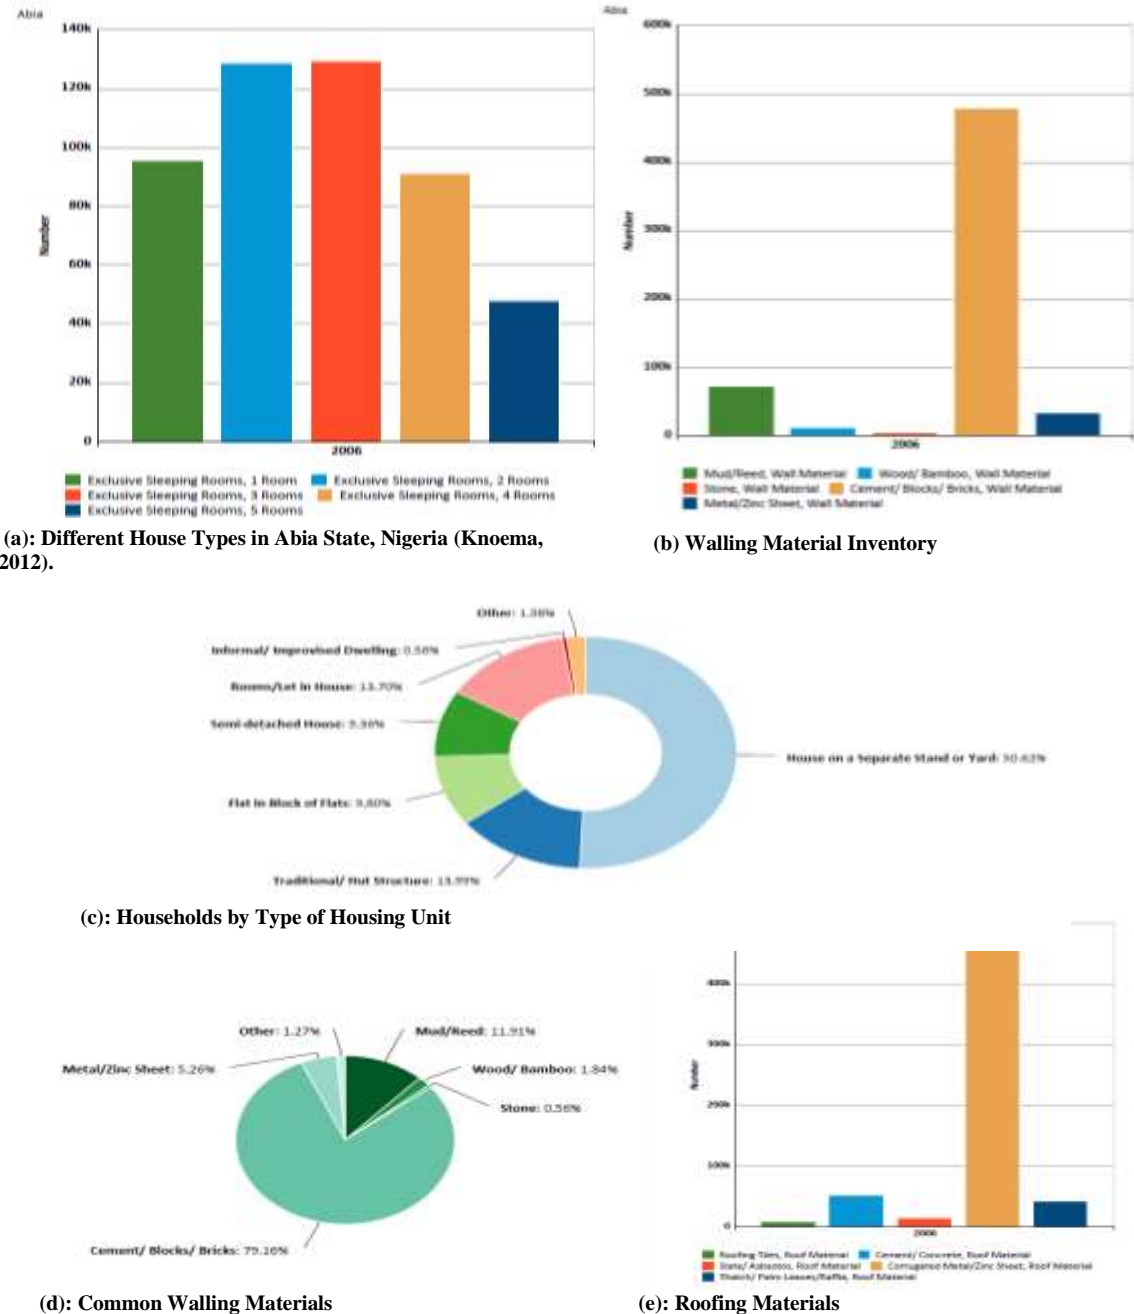 Abia
140k
120k
100k
80k
60k
40k
20k
0
Number
2006
Exclusive Sleeping Rooms, 1 Room
Exclusive Sleeping Rooms, 2 Rooms
Exclusive Sleeping Rooms, 3 Rooms
Exclusive Sleeping Rooms, 4 Rooms
Exclusive Sleeping Rooms, 5 Rooms
(a): Different House Types in Abia State, Nigeria (Knoema,
2012).
Abia
600k
500k
400k
300k
200k
100k
0
Number
2006
Mud/Reed, Wall Material
Wood/ Bamboo, Wall Material
Stone, Wall Material
Cement/ Blocks/ Bricks, Wall Material
Metal/Zinc Sheet, Wall Material
(b) Walling Material Inventory
Other:
Informal/ Improvised Dwelling: 0.58%
Rooms/Let in House: 13.70%
Semi-detached House:
Flat in Block of Flats: 9.80%
Traditional/ Hut Structure: 13.99%
House on a Separate Stand or Yard: 50.62%
(c): Households by Type of Housing Unit
Other: 1.27%
Mud/Reed: 11.91%
Metal/Zinc Sheet: 5.26%
Wood/ Bamboo: 1.84%
Stone: 0.56%
Cement/ Blocks/ Bricks: 79.16%
(d): Common Walling Materials
400k
300k
200k
100k
0
Number
2006
Roofing Tiles, Roof Material
Cement/ Concrete, Roof Material
Slate/ Asbestos, Roof Material
Corrugated Metal/Zinc Sheet, Roof Material
Thatch/ Palm Leaves/Raffia, Roof Material
(e): Roofing Materials